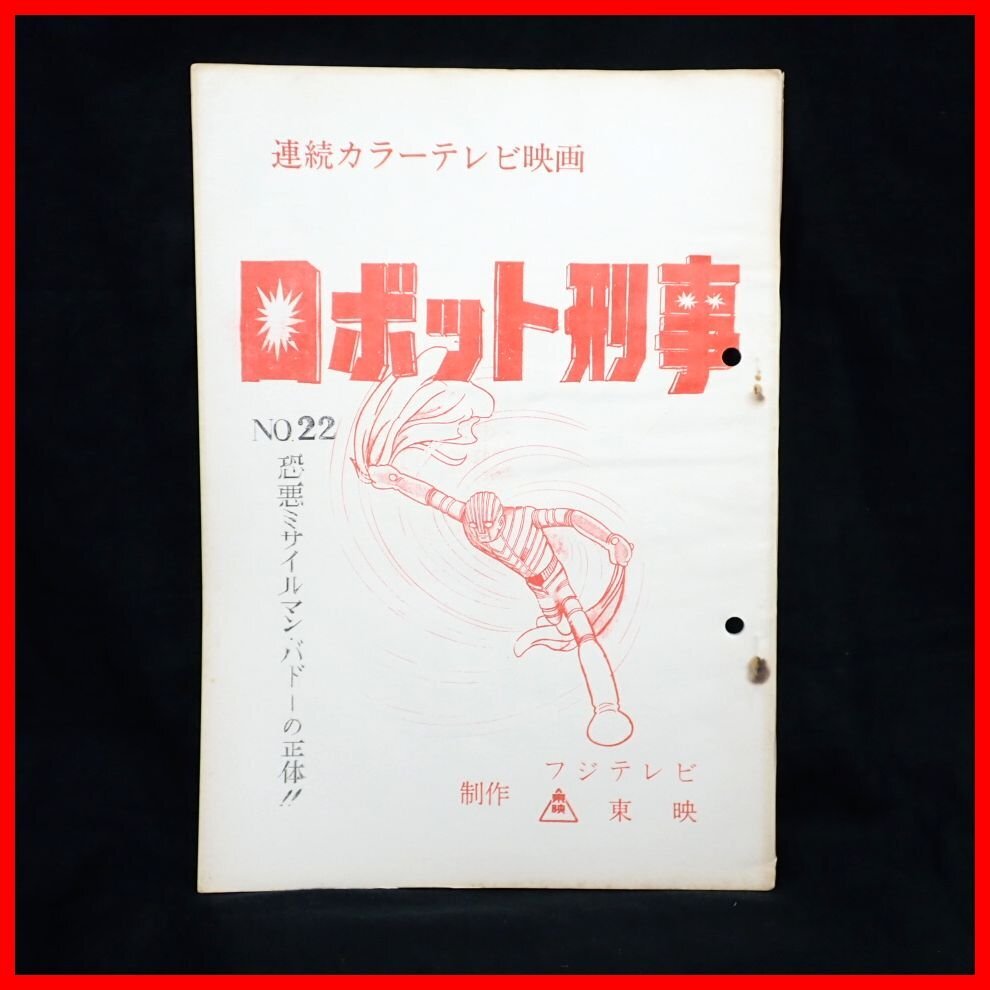 連続カラーテレビ映画
ロボット刑事
NO.22
恐悪ミサイルマン・バドーの正体!!
制作
フジテレビ
東映
東映